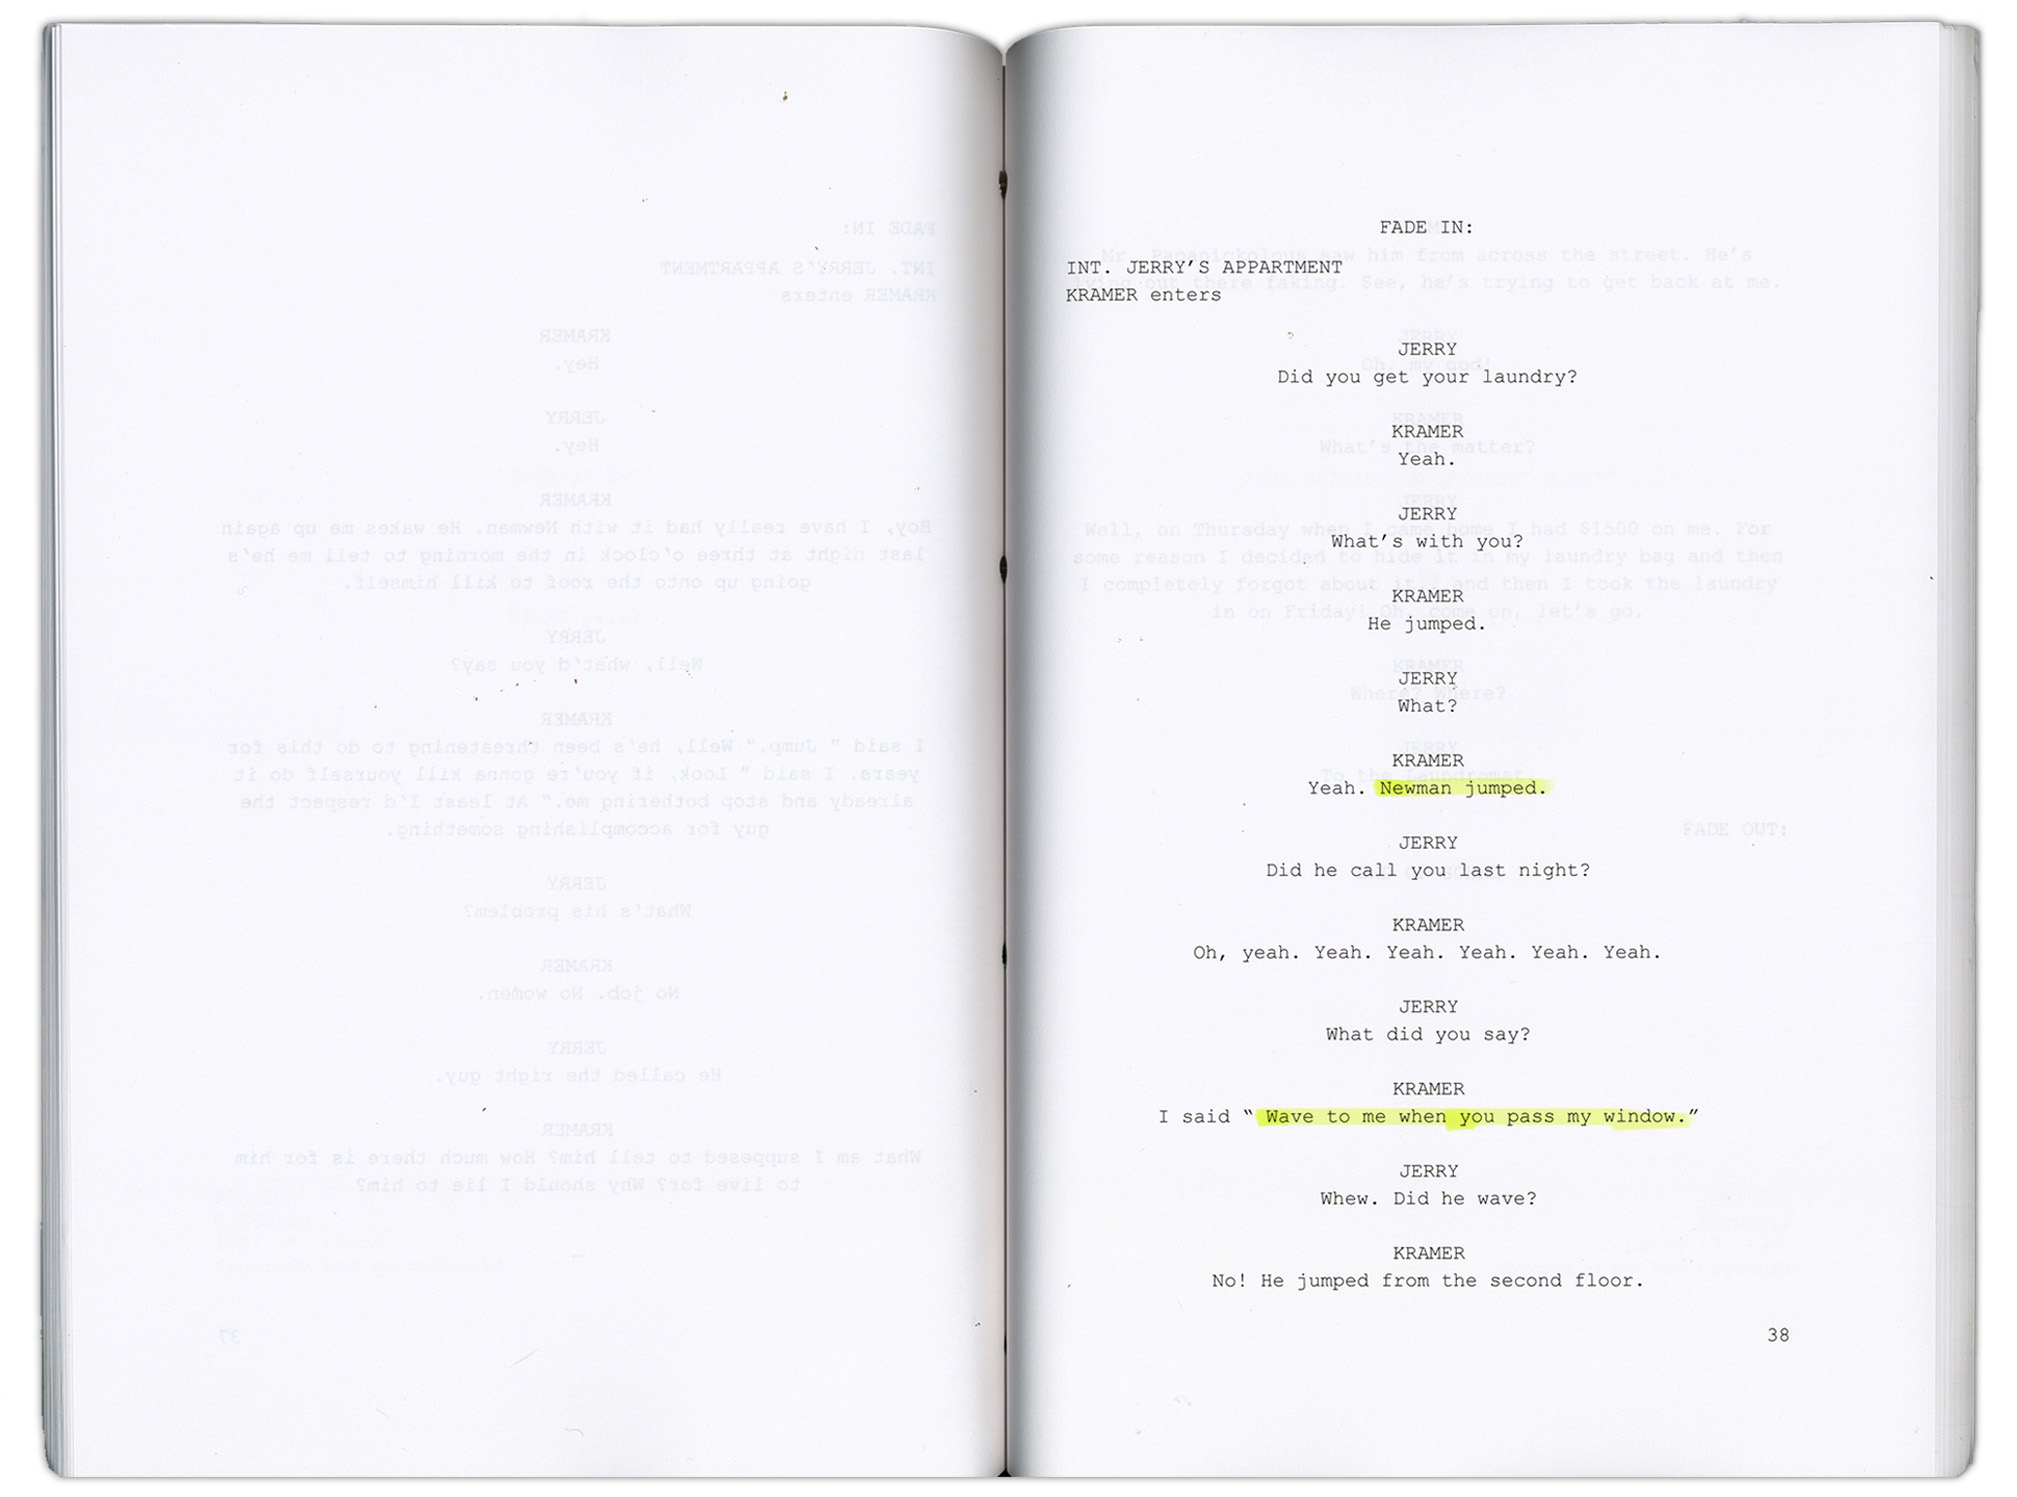 FADE IN:
INT. JERRY’S APPARTMENT
KRAMER enters
JERRY
Did you get your laundry?
KRAMER
Yeah.
JERRY
What’s with you?
KRAMER
He jumped.
JERRY
What?
KRAMER
Yeah. Newman jumped.
JERRY
Did he call you last night?
KRAMER
Oh, yeah. Yeah. Yeah. Yeah. Yeah. Yeah.
JERRY
What did you say?
KRAMER
I said “ Wave to me when you pass my window.”
JERRY
Whew. Did he wave?
KRAMER
No! He jumped from the second floor.
38